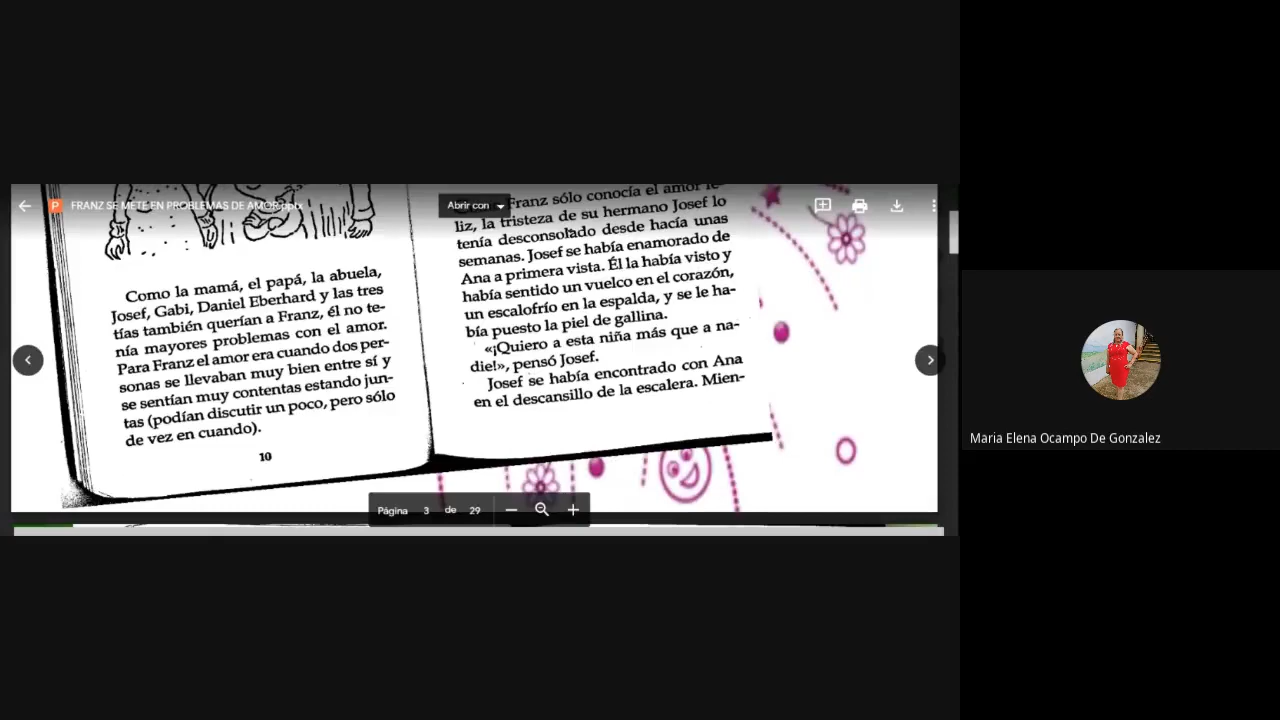 FRANZ SE METE EN PROBLEMAS DE AMOR.pptx
Abrir con
Como la mamá, el papá, la abuela,
Josef, Gabi, Daniel Eberhard y las tres
tías también querían a Franz, él no te-
nía mayores problemas con el amor.
Para Franz el amor era cuando dos per-
sonas se llevaban muy bien entre sí y
se sentían muy contentas estando jun-
tas (podían discutir un poco, pero sólo
de vez en cuando).
10
Franz sólo conocía el amor fe-
liz, la tristeza de su hermano Josef lo
tenía desconsolado desde hacía unas
semanas. Josef se había enamorado de
Ana a primera vista. Él la había visto y
había sentido un vuelco en el corazón,
un escalofrío en la espalda, y se le ha-
bía puesto la piel de gallina.
«¡Quiero a esta niña más que a na-
die!», pensó Josef.
Josef se había encontrado con Ana
en el descansillo de la escalera. Mien-
Página 3 de 29
Maria Elena Ocampo De Gonzalez